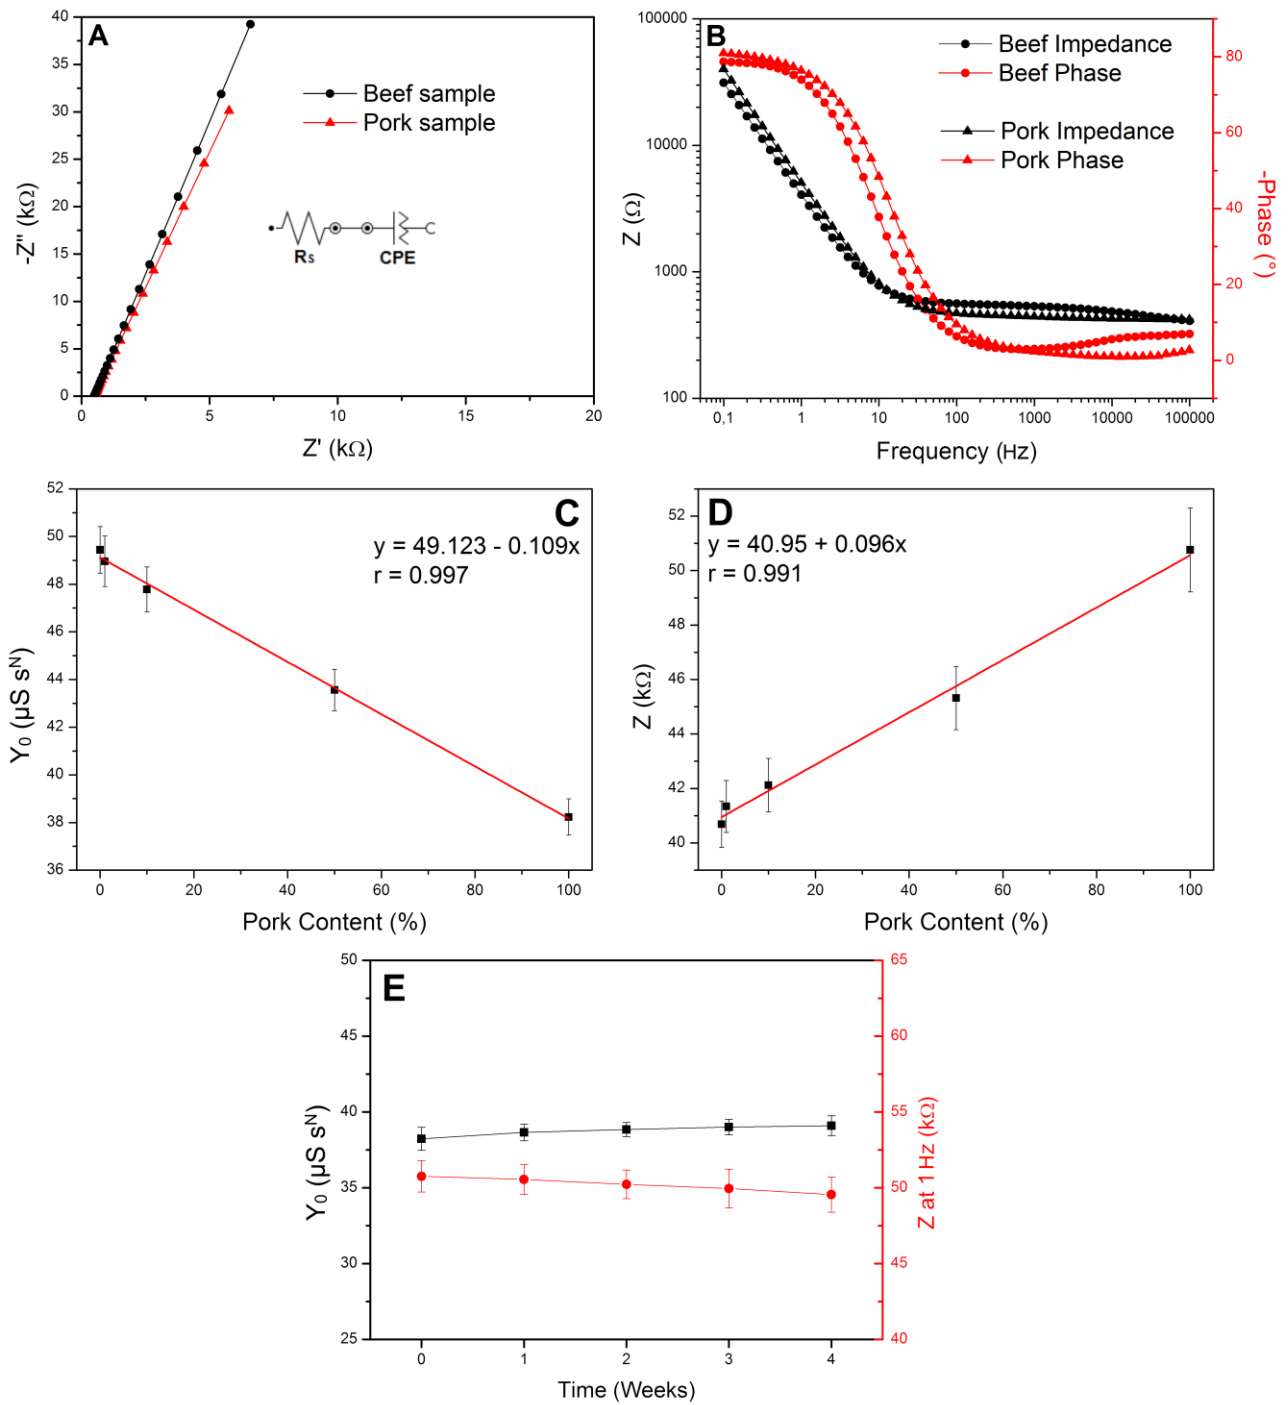 A
40
35
30
25
20
15
10
5
0
-Z" (kΩ)
Beef sample
Pork sample
Rs CPE
0 5 10 15 20
Z' (kΩ)
B
100000
10000
1000
100
Z (Ω)
Beef Impedance
Beef Phase
Pork Impedance
Pork Phase
80
60
40
20
0
-Phase (°)
0,1 1 10 100 1000 10000 100000
Frequency (Hz)
C
52
50
48
46
44
42
40
38
36
Y0 (µS sN)
y = 49.123 - 0.109x
r = 0.997
0 20 40 60 80 100
Pork Content (%)
D
52
50
48
46
44
42
40
Z (kΩ)
y = 40.95 + 0.096x
r = 0.991
0 20 40 60 80 100
Pork Content (%)
E
50
45
40
35
30
25
Y0 (µS sN)
65
60
55
50
45
40
Z at 1 Hz (kΩ)
0 1 2 3 4
Time (Weeks)